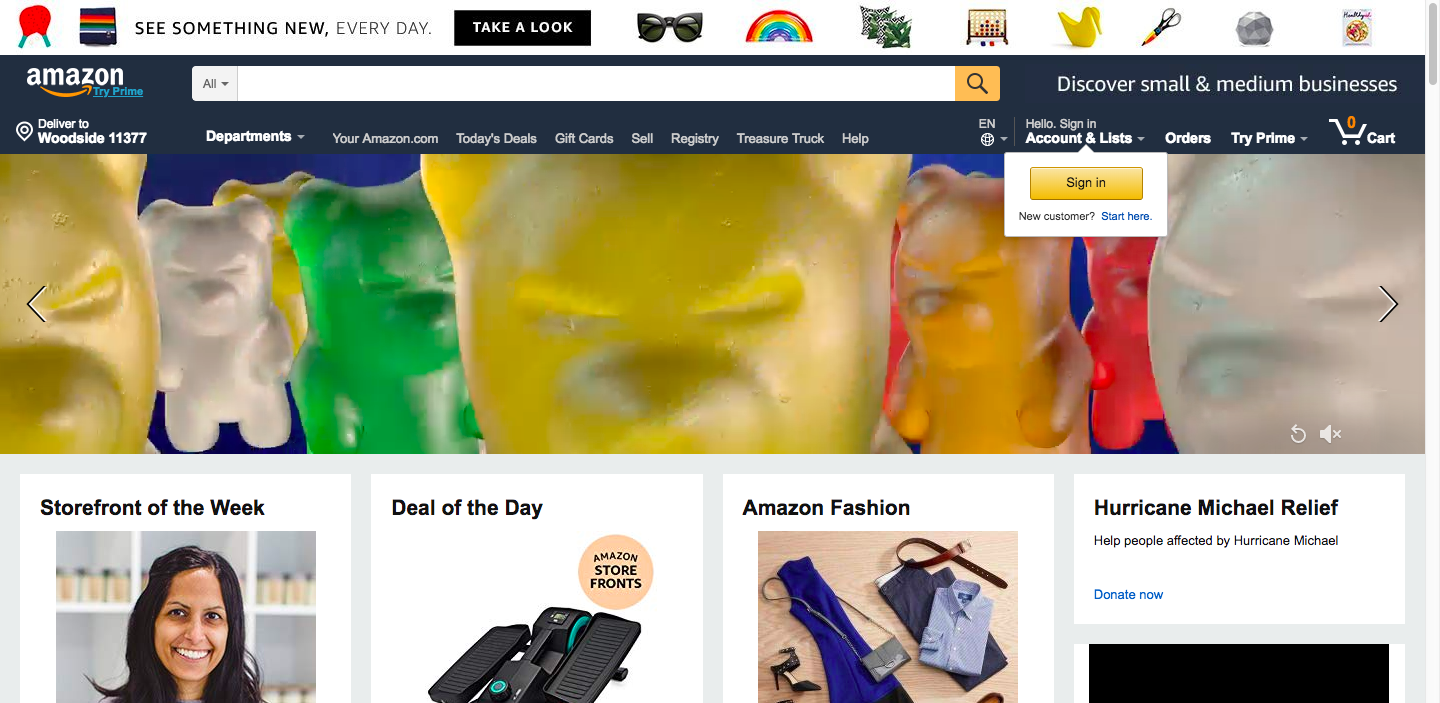 SEE SOMETHING NEW, EVERY DAY.
TAKE A LOOK
amazon
Try Prime
All
Discover small & medium businesses
Deliver to
Woodside 11377
Departments
Your Amazon.com
Today's Deals
Gift Cards
Sell
Registry
Treasure Truck
Help
EN
Hello. Sign in
Account & Lists
Orders
Try Prime
0
Cart
Sign in
New customer? Start here.
Storefront of the Week
Deal of the Day
AMAZON
STORE
FRONTS
Amazon Fashion
Hurricane Michael Relief
Help people affected by Hurricane Michael
Donate now